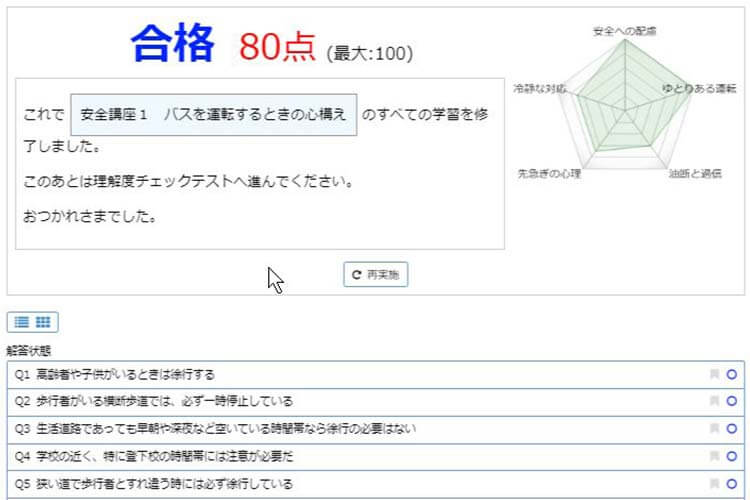 合格 80点 (最大:100)
これで 安全講座1 バスを運転するときの心構え のすべての学習を修
了しました。
このあとは理解度チェックテストへ進んでください。
おつかれさまでした。
再実施
安全への配慮
冷静な対応
ゆとりある運転
先急ぎの心理
油断と過信
解答状態
Q1 高齢者や子供がいるときは徐行する
Q2 歩行者がいる横断歩道では、必ず一時停止している
Q3 生活道路であっても早朝や深夜など空いている時間帯なら徐行の必要はない
Q4 学校の近く、特に登下校の時間帯には注意が必要だ
Q5 狭い道で歩行者とすれ違う時には必ず徐行している